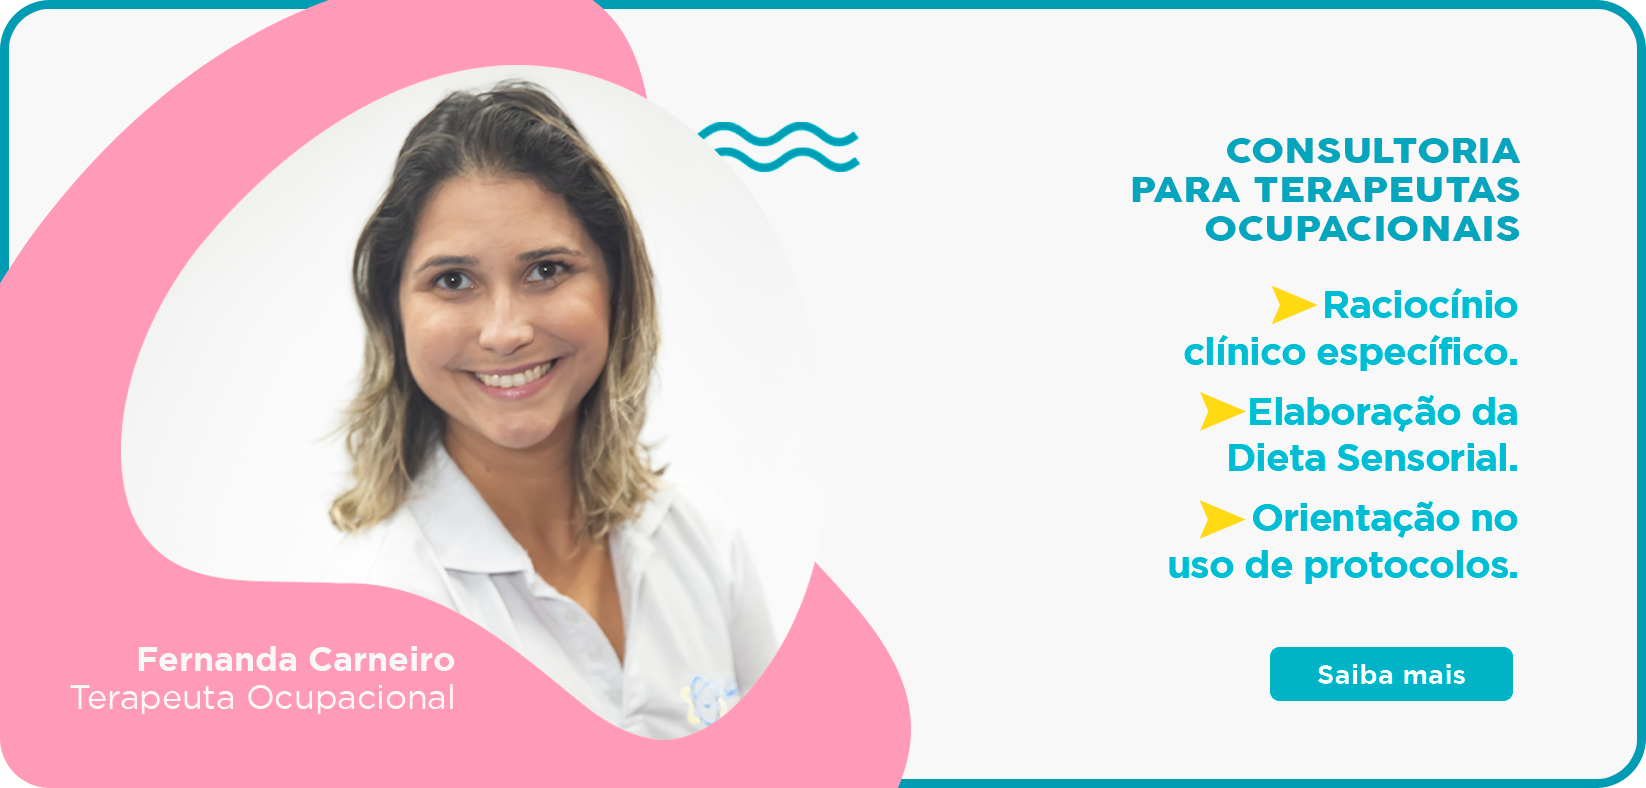 CONSULTORIA
PARA TERAPEUTAS
OCUPACIONAIS
Raciocínio
clínico específico.
Elaboração da
Dieta Sensorial.
Orientação no
uso de protocolos.
Saiba mais
Fernanda Carneiro
Terapeuta Ocupacional